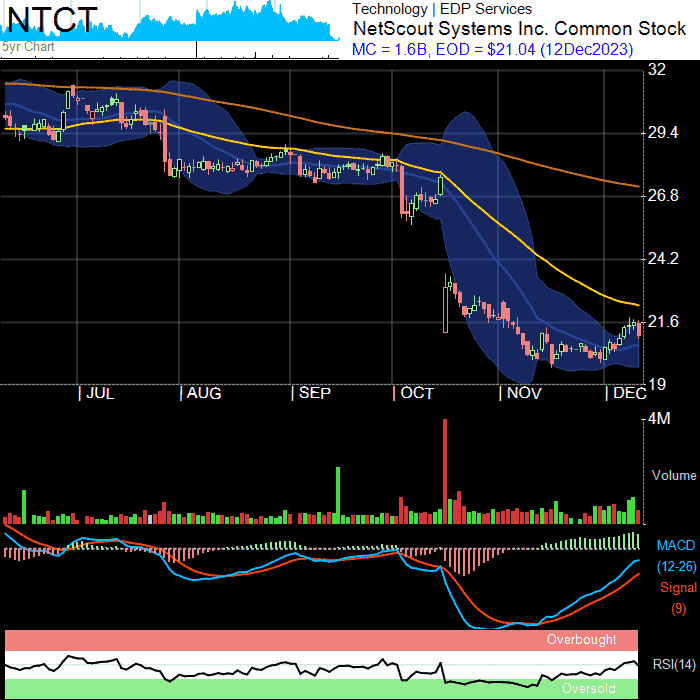 NTCT
5yr Chart
Technology | EDP Services
NetScout Systems Inc. Common Stock
MC = 1.6B, EOD = $21.04 (12Dec2023)
32
29.4
26.8
24.2
21.6
19
JUL AUG SEP OCT NOV DEC
4M
Volume
MACD
(12-26)
Signal
(9)
Overbought
RSI(14)
Oversold